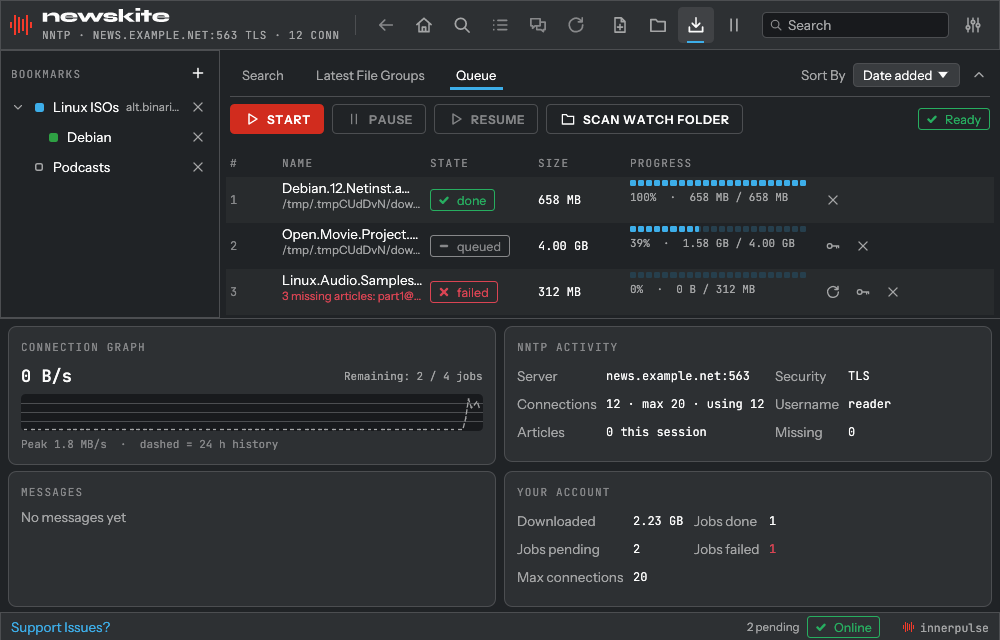 newskite
NNTP · NEWS.EXAMPLE.NET:563 TLS · 12 CONN
Search
BOOKMARKS
Linux ISOs alt.binari...
Debian
Podcasts
Search Latest File Groups Queue
Sort By Date added
START PAUSE RESUME SCAN WATCH FOLDER Ready
# NAME STATE SIZE PROGRESS
1 Debian.12.Netinst.a... done 658 MB 100% · 658 MB / 658 MB
/tmp/.tmpCUdDvN/dow...
2 Open.Movie.Project.... queued 4.00 GB 39% · 1.58 GB / 4.00 GB
/tmp/.tmpCUdDvN/dow...
3 Linux.Audio.Samples... failed 312 MB 0% · 0 B / 312 MB
3 missing articles: part1@...
CONNECTION GRAPH
0 B/s Remaining: 2 / 4 jobs
Peak 1.8 MB/s · dashed = 24 h history
NNTP ACTIVITY
Server news.example.net:563 Security TLS
Connections 12 · max 20 · using 12 Username reader
Articles 0 this session Missing 0
MESSAGES
No messages yet
YOUR ACCOUNT
Downloaded 2.23 GB Jobs done 1
Jobs pending 2 Jobs failed 1
Max connections 20
Support Issues? 2 pending Online innerpulse